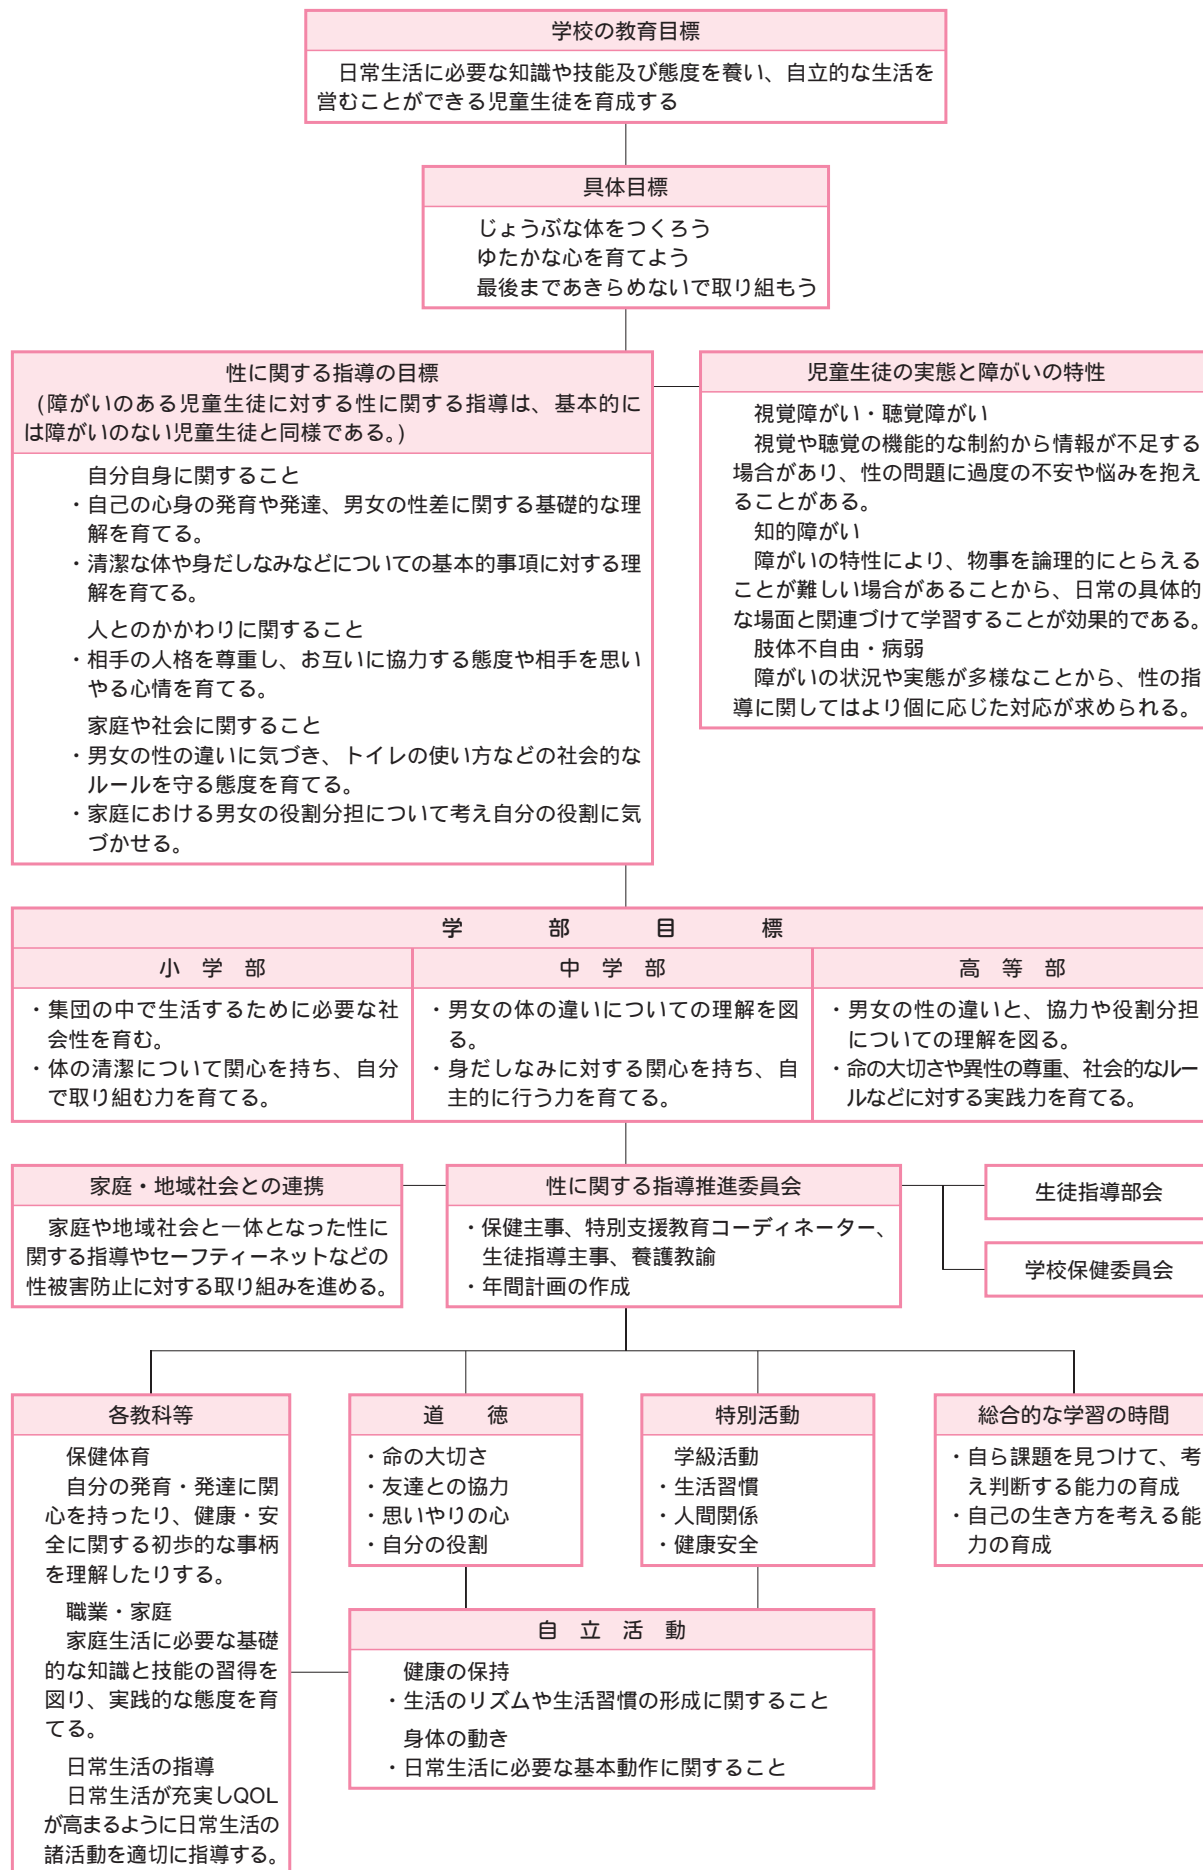 学校の教育目標
日常生活に必要な知識や技能及び態度を養い、自立的な生活を
営むことができる児童生徒を育成する
具体目標
じょうぶな体をつくろう
ゆたかな心を育てよう
最後まであきらめないで取り組もう
性に関する指導の目標
(障がいのある児童生徒に対する性に関する指導は、基本的に
は障がいのない児童生徒と同様である。)
自分自身に関すること
・自己の心身の発育や発達、男女の性差に関する基礎的な理
解を育てる。
・清潔な体や身だしなみなどについての基本的事項に対する理
解を育てる。
人とのかかわりに関すること
・相手の人格を尊重し、お互いに協力する態度や相手を思い
やる心情を育てる。
家庭や社会に関すること
・男女の性の違いに気づき、トイレの使い方などの社会的な
ルールを守る態度を育てる。
・家庭における男女の役割分担について考え自分の役割に気
づかせる。
児童生徒の実態と障がいの特性
視覚障がい・聴覚障がい
視覚や聴覚の機能的な制約から情報が不足する
場合があり、性の問題に過度の不安や悩みを抱え
ることがある。
知的障がい
障がいの特性により、物事を論理的にとらえる
ことが難しい場合があることから、日常の具体的
な場面と関連づけて学習することが効果的である。
肢体不自由・病弱
障がいの状況や実態が多様なことから、性の指
導に関してはより個に応じた対応が求められる。
学部目標
小学部
・集団の中で生活するために必要な社
会性を育む。
・体の清潔について関心を持ち、自分
で取り組む力を育てる。
中学部
・男女の体の違いについての理解を図
る。
・身だしなみに対する関心を持ち、自
主的に行う力を育てる。
高等部
・男女の性の違いと、協力や役割分担
についての理解を図る。
・命の大切さや異性の尊重、社会的なルー
ルなどに対する実践力を育てる。
家庭・地域社会との連携
家庭や地域社会と一体となった性に
関する指導やセーフティーネットなどの
性被害防止に対する取り組みを進める。
性に関する指導推進委員会
・保健主事、特別支援教育コーディネーター、
生徒指導主事、養護教諭
・年間計画の作成
生徒指導部会
学校保健委員会
各教科等
保健体育
自分の発育・発達に関
心を持ったり、健康・安
全に関する初歩的な事柄
を理解したりする。
職業・家庭
家庭生活に必要な基礎
的な知識と技能の習得を
図り、実践的な態度を育
てる。
日常生活の指導
日常生活が充実しQOL
が高まるように日常生活の
諸活動を適切に指導する。
道徳
・命の大切さ
・友達との協力
・思いやりの心
・自分の役割
特別活動
学級活動
・生活習慣
・人間関係
・健康安全
総合的な学習の時間
・自ら課題を見つけて、考
え判断する能力の育成
・自己の生き方を考える能
力の育成
自立活動
健康の保持
・生活のリズムや生活習慣の形成に関すること
身体の動き
・日常生活に必要な基本動作に関すること